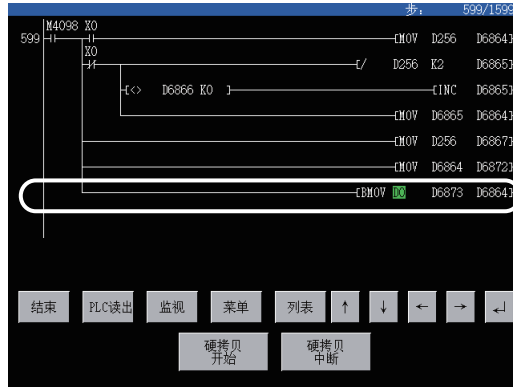 步: 599/1599
M4098 X0
599 [MOV D256 D6864]
X0
[/ D256 K2 D6865]
[<> D6866 K0 ] [INC D6865]
[MOV D6865 D6864]
[MOV D256 D6867]
[MOV D6864 D6872]
[BMOV D0 D6873 D6864]
结束 PLC读出 监视 菜单 列表 ↑ ↓ ← → ↵
硬拷贝 硬拷贝
开始 中断